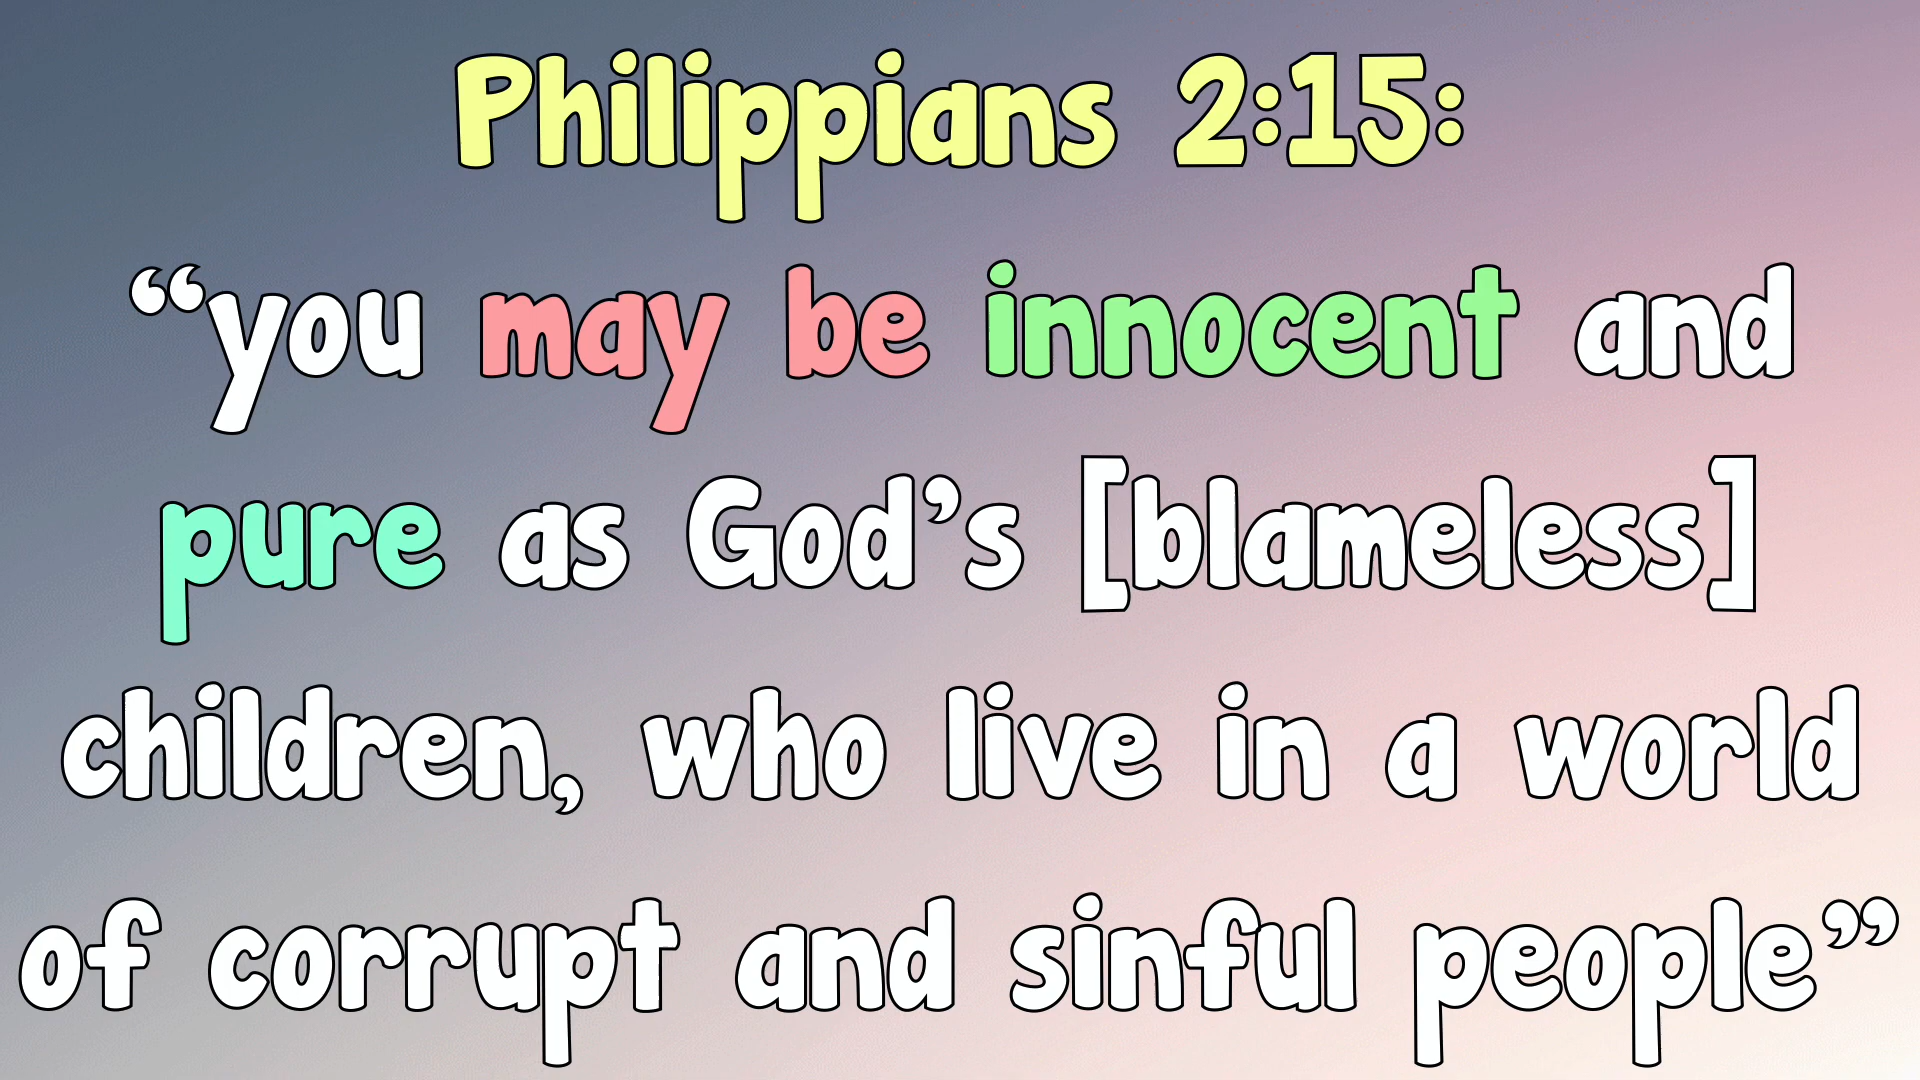 Philippians 2:15:
“you may be innocent and
pure as God’s [blameless]
children, who live in a world
of corrupt and sinful people”